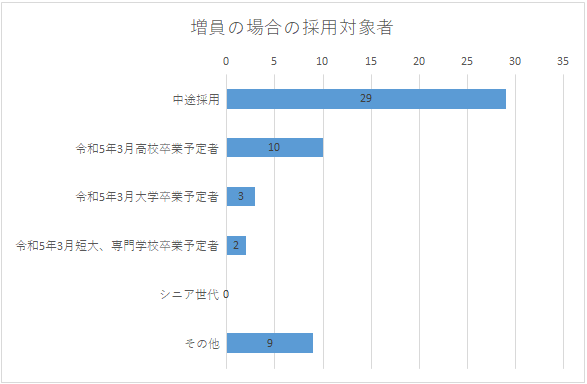 増員の場合の採用対象者
0 5 10 15 20 25 30 35
中途採用 29
令和5年3月高校卒業予定者 10
令和5年3月大学卒業予定者 3
令和5年3月短大、専門学校卒業予定者 2
シニア世代 0
その他 9